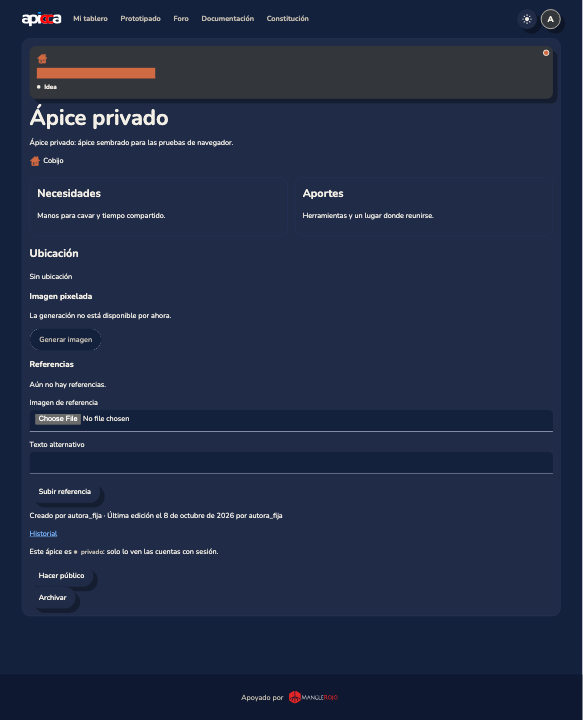 apioca
Mi tablero
Prototipado
Foro
Documentación
Constitución
A
Idea
Ápice privado
Ápice privado: ápice sembrado para las pruebas de navegador.
Cobijo
Necesidades
Manos para cavar y tiempo compartido.
Aportes
Herramientas y un lugar donde reunirse.
Ubicación
Sin ubicación
Imagen pixelada
La generación no está disponible por ahora.
Generar imagen
Referencias
Aún no hay referencias.
Imagen de referencia
Choose File No file chosen
Texto alternativo
Subir referencia
Creado por autora_fija · Última edición el 8 de octubre de 2026 por autora_fija
Historial
Este ápice es privado: solo lo ven las cuentas con sesión.
Hacer público
Archivar
Apoyado por MANGLEROJO